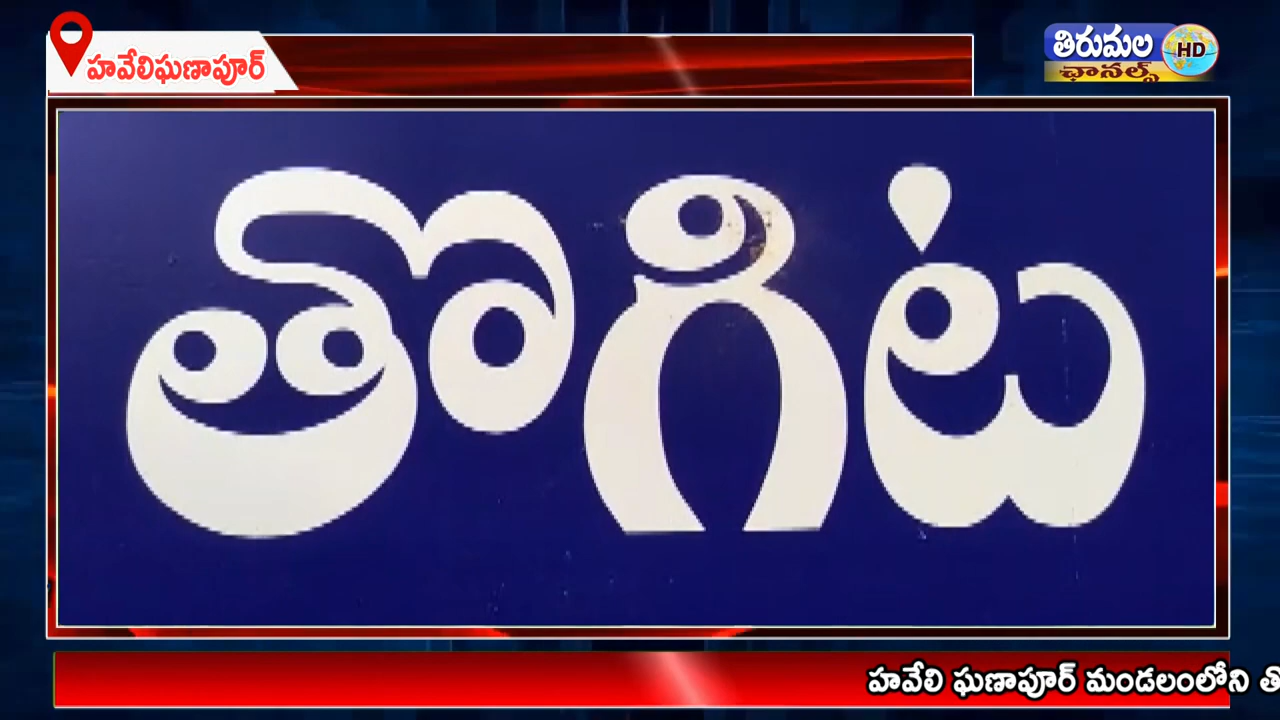 హవేలిఘణాపూర్
తిరుమల
ఛానల్స్
HD
తొగిట
హవేలి ఘణాపూర్ మండలంలోని